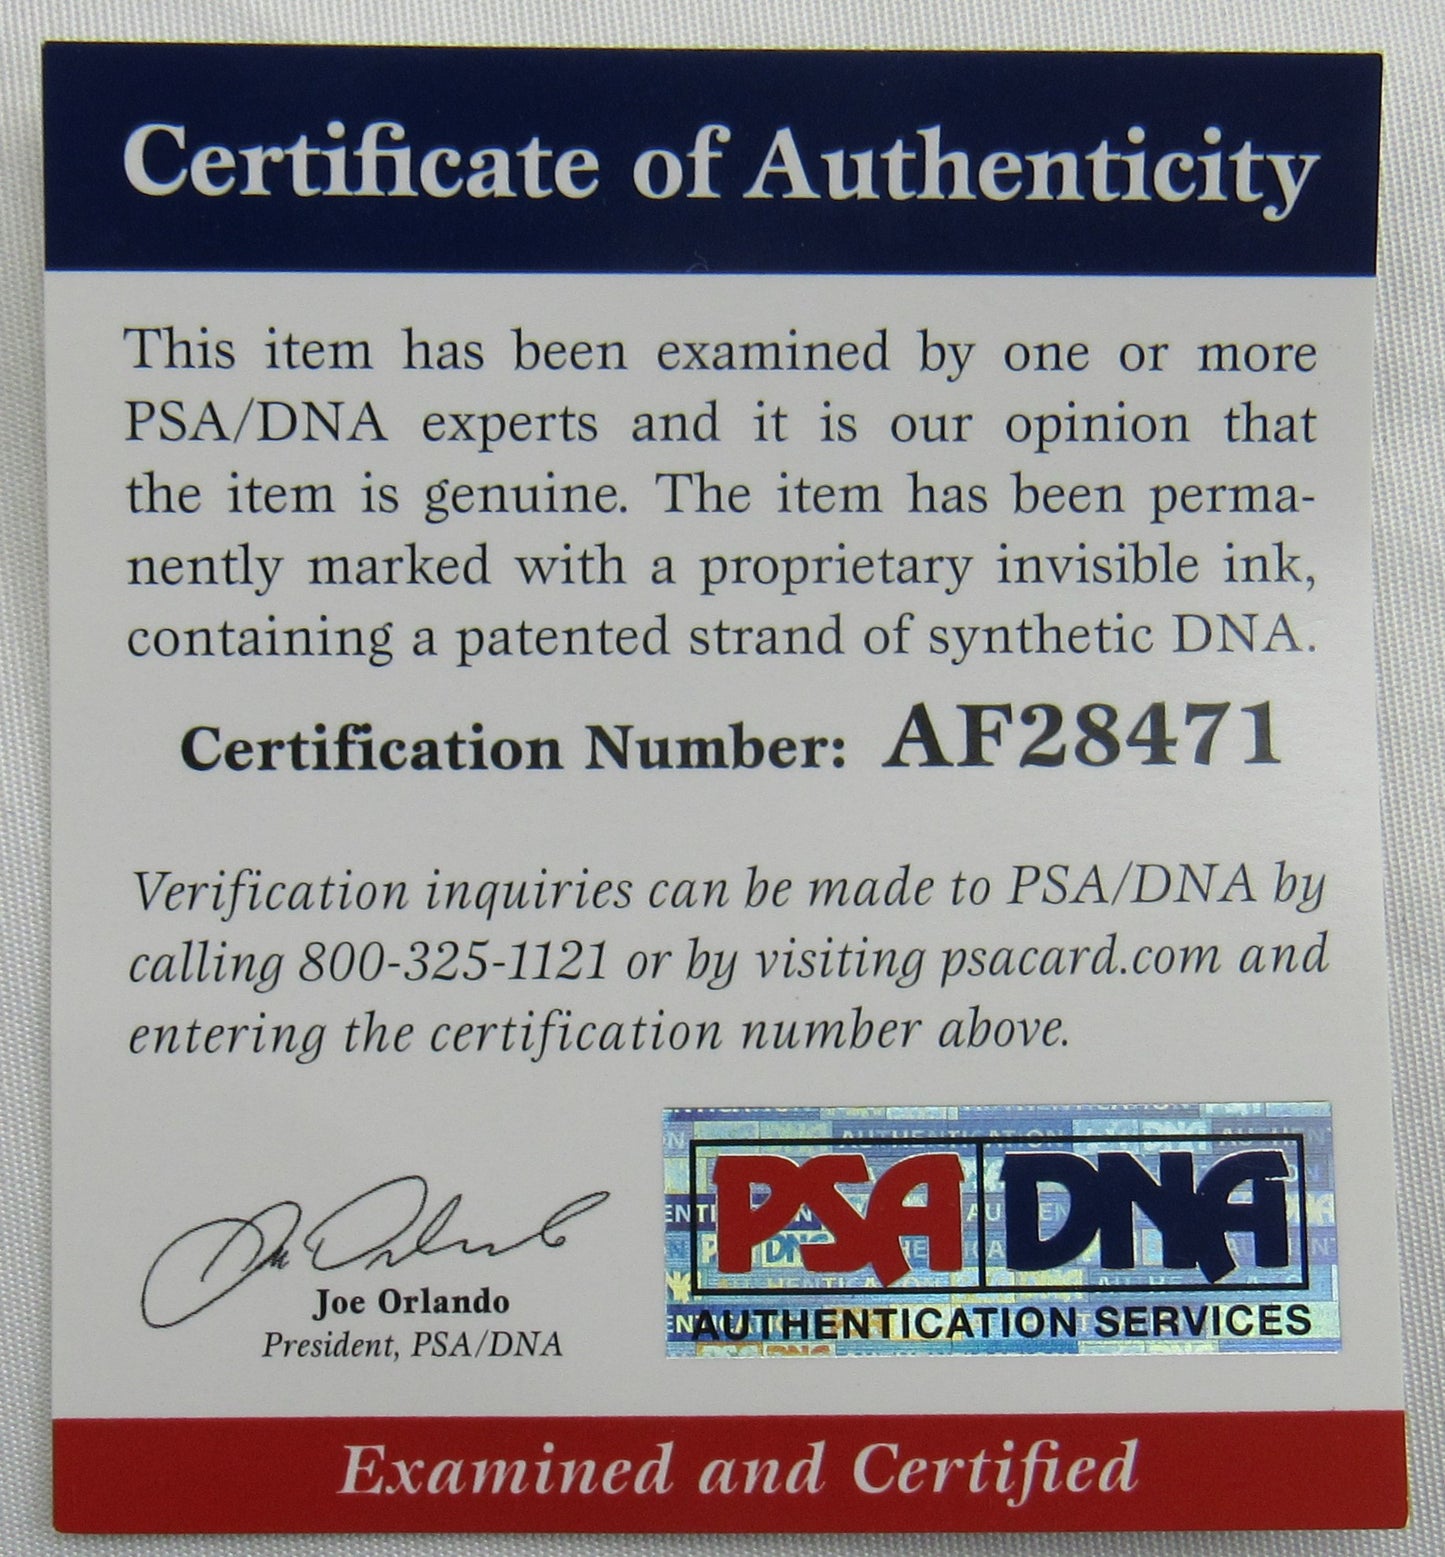 Certificate of Authenticity
This item has been examined by one or more
PSA/DNA experts and it is our opinion that
the item is genuine. The item has been perma-
nently marked with a proprietary invisible ink,
containing a patented strand of synthetic DNA.
Certification Number: AF28471
Verification inquiries can be made to PSA/DNA by
calling 800-325-1121 or by visiting psacard.com and
entering the certification number above.
Joe Orlando
President, PSA/DNA
PSA DNA
AUTHENTICATION SERVICES
Examined and Certified